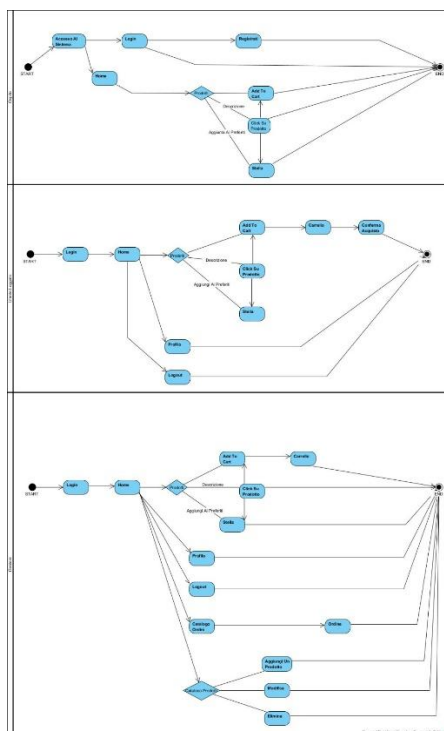 Accesso Al
Sistema
Login
Registrati
START
END
Home
Prodotti
Add To
Cart
Descrizione
Click Su
Prodotto
Aggiungi Ai Preferiti
Stella
Ospite
Add To
Cart
Carrello
Conferma
Acquisto
START
Login
Home
Prodotti
END
Descrizione
Click Su
Prodotto
Aggiungi Ai Preferiti
Stella
Profilo
Logout
Add To
Cart
Carrello
START
Login
Home
Prodotti
Descrizione
Click Su
Prodotto
END
Aggiungi Ai Preferiti
Stella
Profilo
Logout
Catalogo
Ordini
Ordine
Aggiungi Un
Prodotto
Catalogo Prodotti
Modifica
Elimina